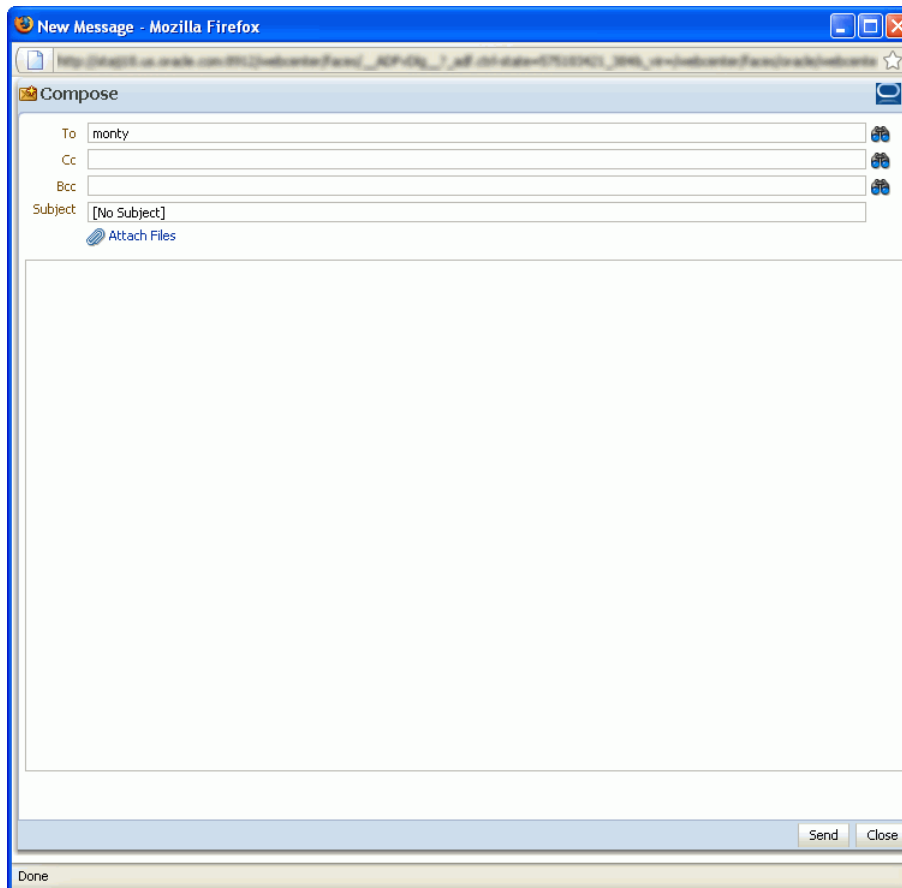 New Message - Mozilla Firefox
Compose
To monty
Cc
Bcc
Subject [No Subject]
Attach Files
Send Close
Done